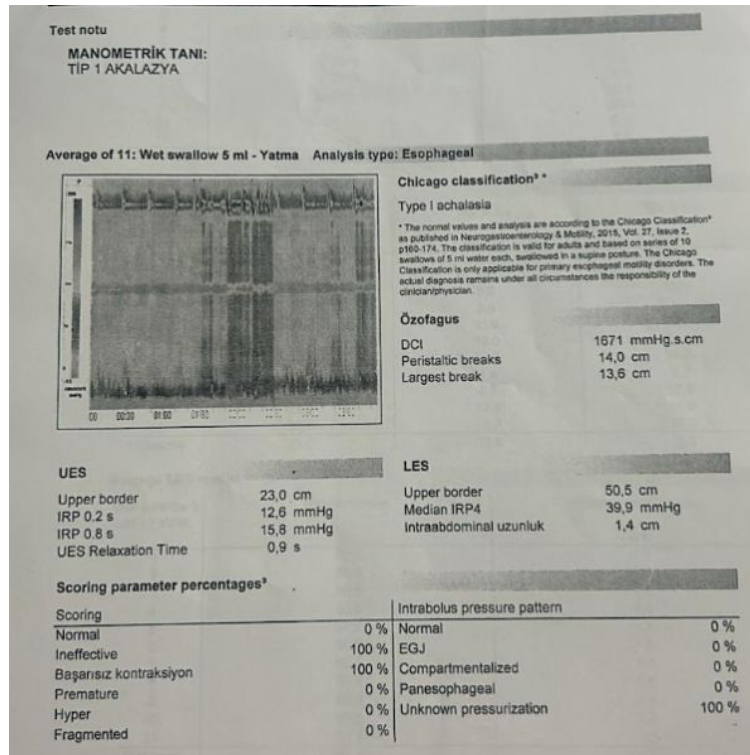 Test notu
MANOMETRİK TANI:
TİP 1 AKALAZYA
Average of 11: Wet swallow 5 ml - Yatma Analysis type: Esophageal
Chicago classification³ *
Type I achalasia
* The normal values and analysis are according to the Chicago Classification³
as published in Neurogastroenterology & Motility, 2015, Vol. 27, Issue 2,
p160-174. The classification is valid for adults and based on series of 10
swallows of 5 ml water each, swallowed in a supine posture. The Chicago
Classification is only applicable for primary esophageal motility disorders. The
actual diagnosis remains under all circumstances the responsibility of the
clinician/physician.
Özofagus
DCI 1671 mmHg.s.cm
Peristaltic breaks 14,0 cm
Largest break 13,6 cm
00 00:30 01:00
UES
Upper border 23,0 cm
IRP 0.2 s 12,6 mmHg
IRP 0.8 s 15,8 mmHg
UES Relaxation Time 0,9 s
LES
Upper border 50,5 cm
Median IRP4 39,9 mmHg
Intraabdominal uzunluk 1,4 cm
Scoring parameter percentages³
Scoring
Normal 0 %
Ineffective 100 %
Başarısız kontraksiyon 100 %
Premature 0 %
Hyper 0 %
Fragmented 0 %
Intrabolus pressure pattern
Normal 0 %
EGJ 0 %
Compartmentalized 0 %
Panesophageal 0 %
Unknown pressurization 100 %